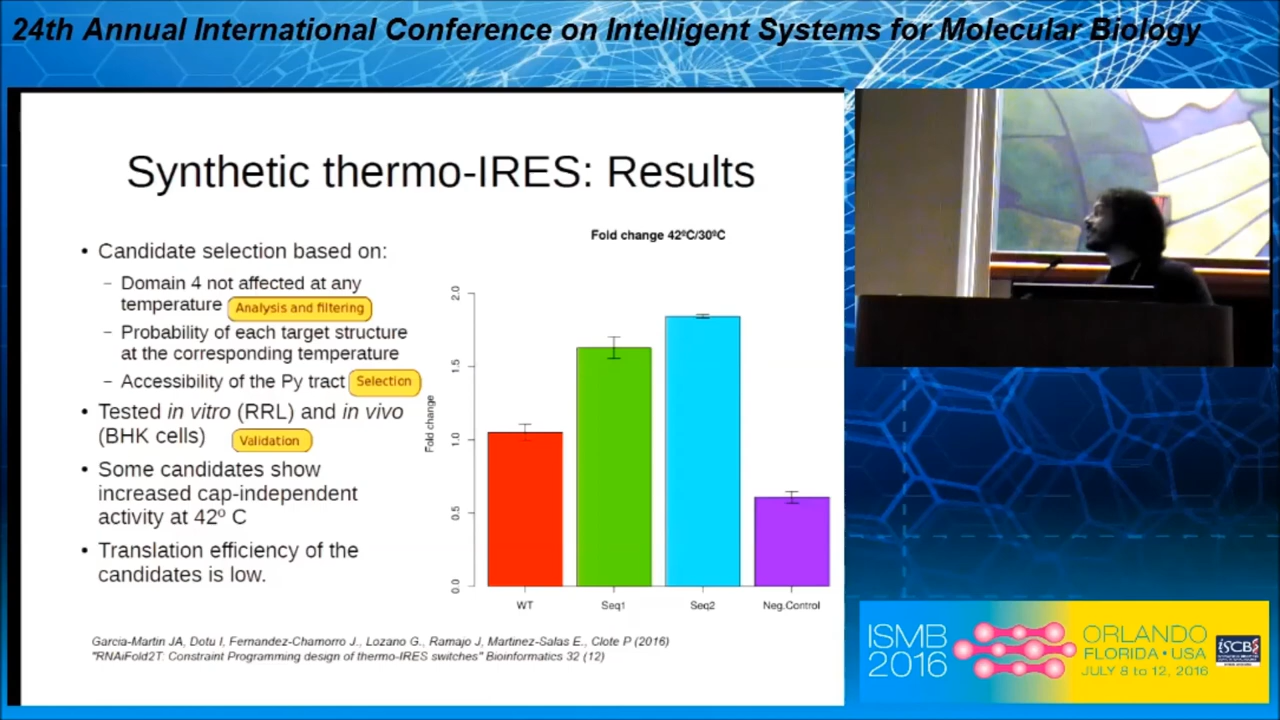 24th Annual International Conference on Intelligent Systems for Molecular Biology
Synthetic thermo-IRES: Results
• Candidate selection based on:
– Domain 4 not affected at any
temperature Analysis and filtering
– Probability of each target structure
at the corresponding temperature
– Accessibility of the Py tract Selection
• Tested in vitro (RRL) and in vivo
(BHK cells) Validation
• Some candidates show
increased cap-independent
activity at 42º C
• Translation efficiency of the
candidates is low.
Fold change 42ºC/30ºC
Fold change
2.0
1.5
1.0
0.5
0.0
WT Seq1 Seq2 Neg.Control
Garcia-Martin JA, Dotu I, Fernandez-Chamorro J., Lozano G., Ramajo J, Martinez-Salas E., Clote P (2016)
"RNAiFold2T: Constraint Programming design of thermo-IRES switches" Bioinformatics 32 (12)
ISMB
2016
ORLANDO
FLORIDA • USA
JULY 8 to 12, 2016
ISCB